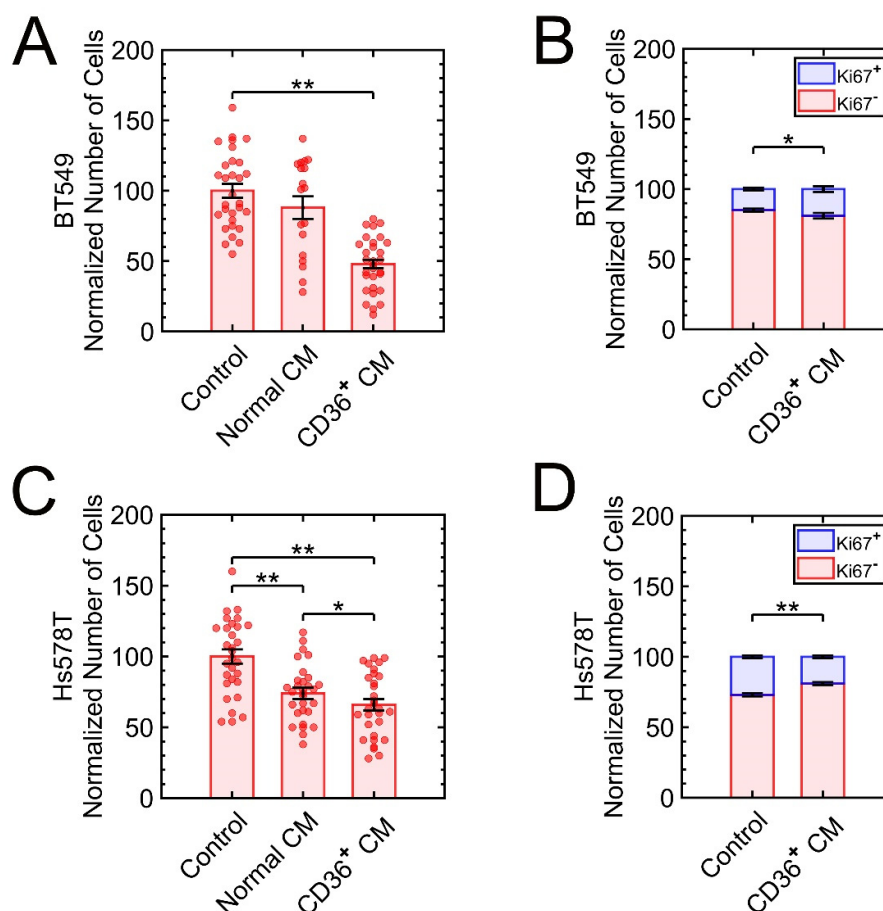 A
BT549
Normalized Number of Cells
200
150
100
50
0
**
Control
Normal CM
CD36⁺ CM
B
BT549
Normalized Number of Cells
200
150
100
50
0
Ki67⁺
Ki67⁻
*
Control
CD36⁺ CM
C
Hs578T
Normalized Number of Cells
200
150
100
50
0
**
**
*
Control
Normal CM
CD36⁺ CM
D
Hs578T
Normalized Number of Cells
200
150
100
50
0
Ki67⁺
Ki67⁻
**
Control
CD36⁺ CM